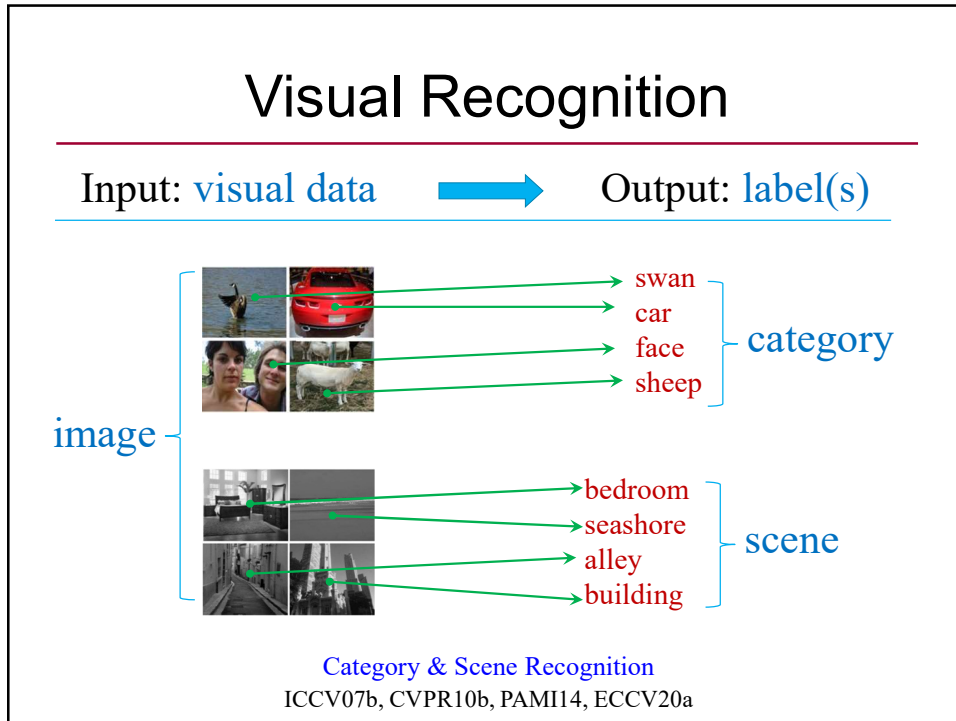 Visual Recognition
Input: visual data
Output: label(s)
image
swan
car
face
sheep
category
bedroom
seashore
alley
building
scene
Category & Scene Recognition
ICCV07b, CVPR10b, PAMI14, ECCV20a